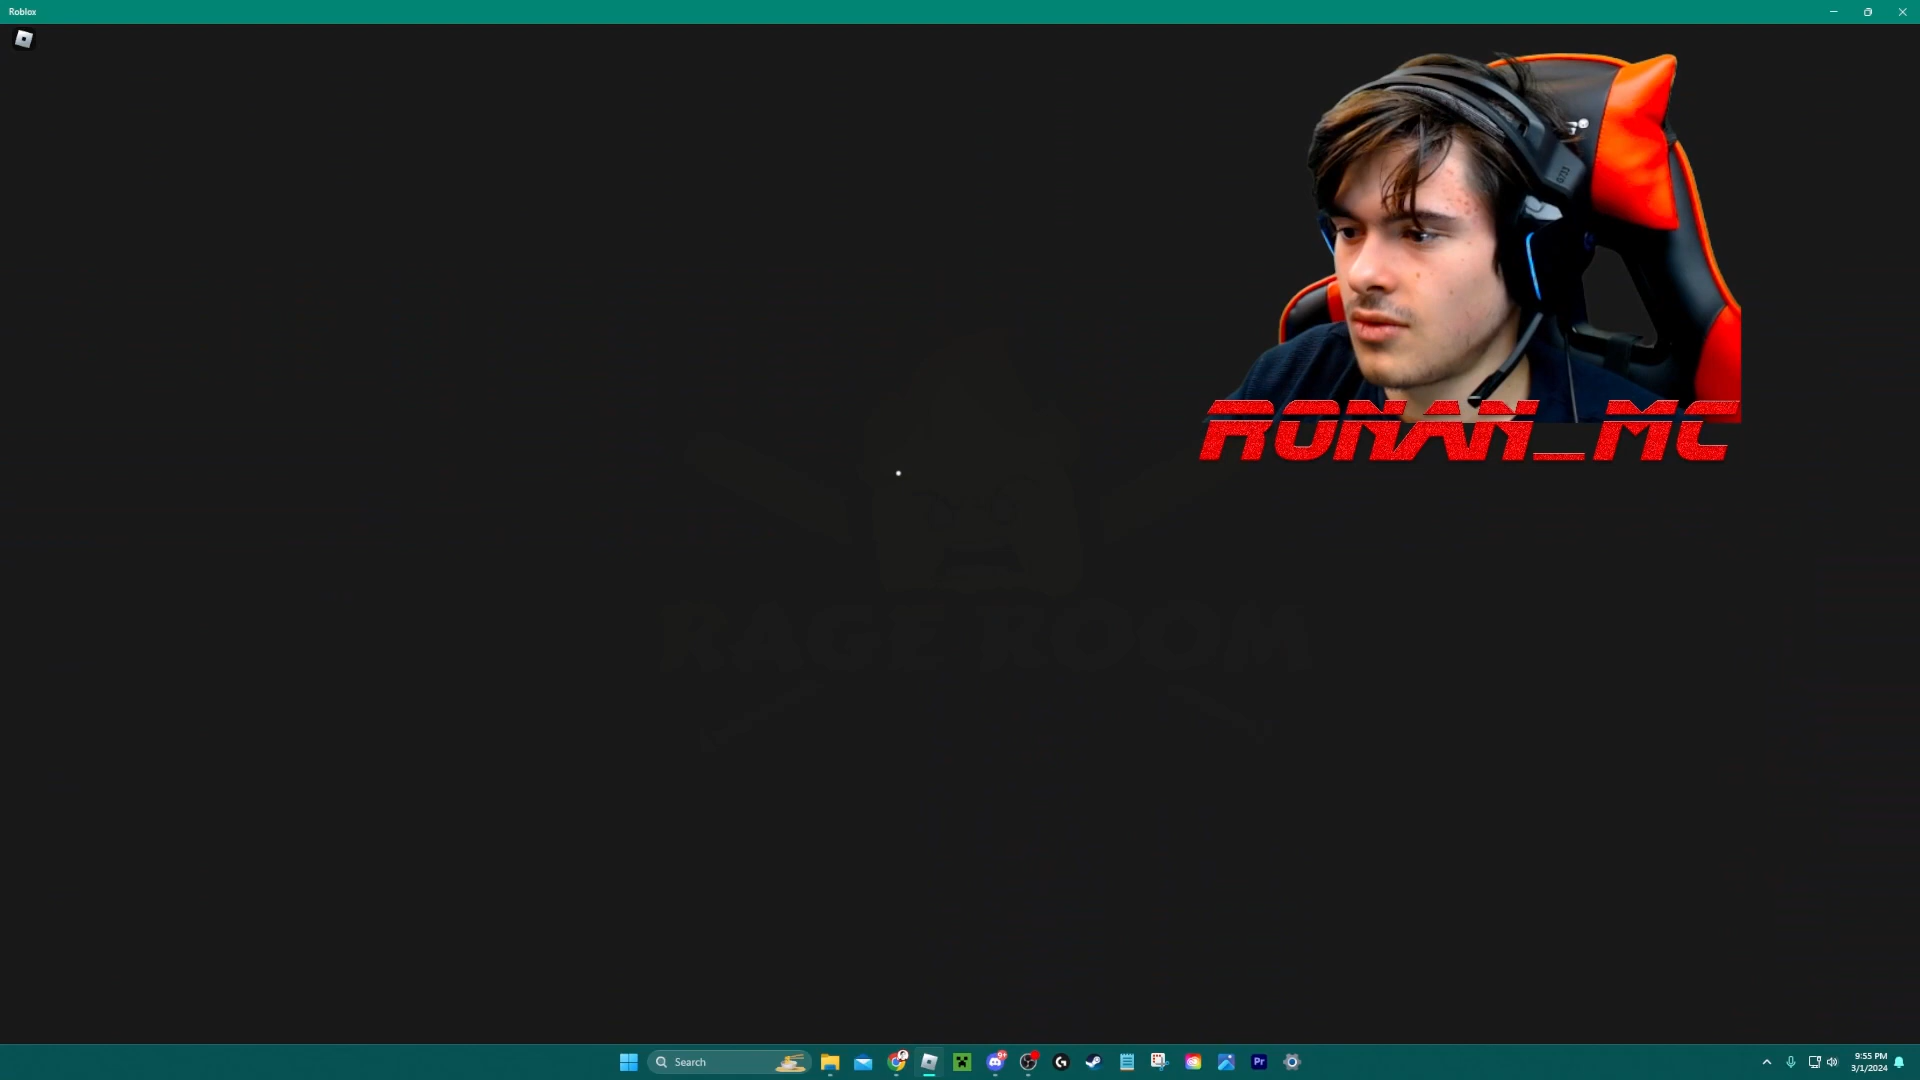 Roblox
RONAN_MC
RAGE ROOM
Search
9:55 PM
3/1/2024